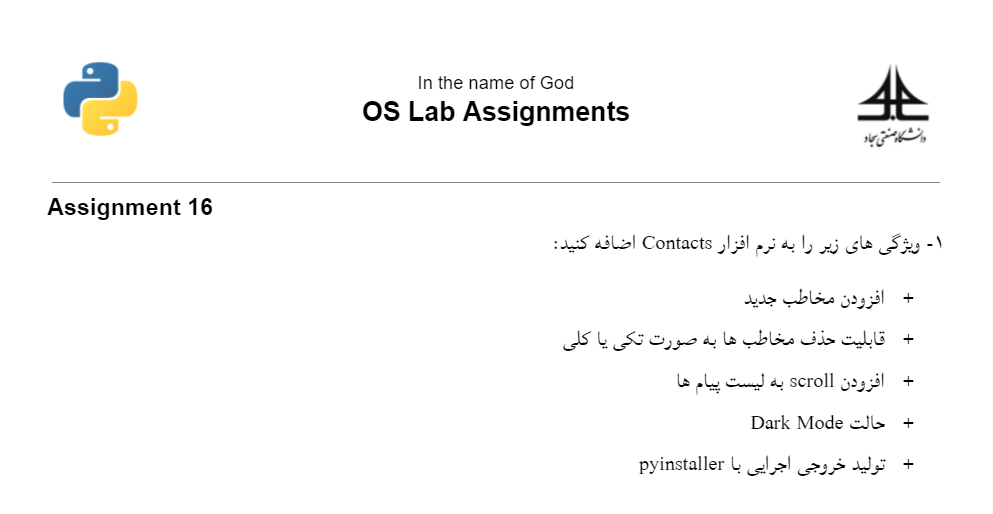 In the name of God
OS Lab Assignments
دانشگاه صنعتی سجاد
Assignment 16
۱- ویژگی های زیر را به نرم افزار Contacts اضافه کنید:
+ افزودن مخاطب جدید
+ قابلیت حذف مخاطب ها به صورت تکی یا کلی
+ افزودن scroll به لیست پیام ها
+ حالت Dark Mode
+ تولید خروجی اجرایی با pyinstaller